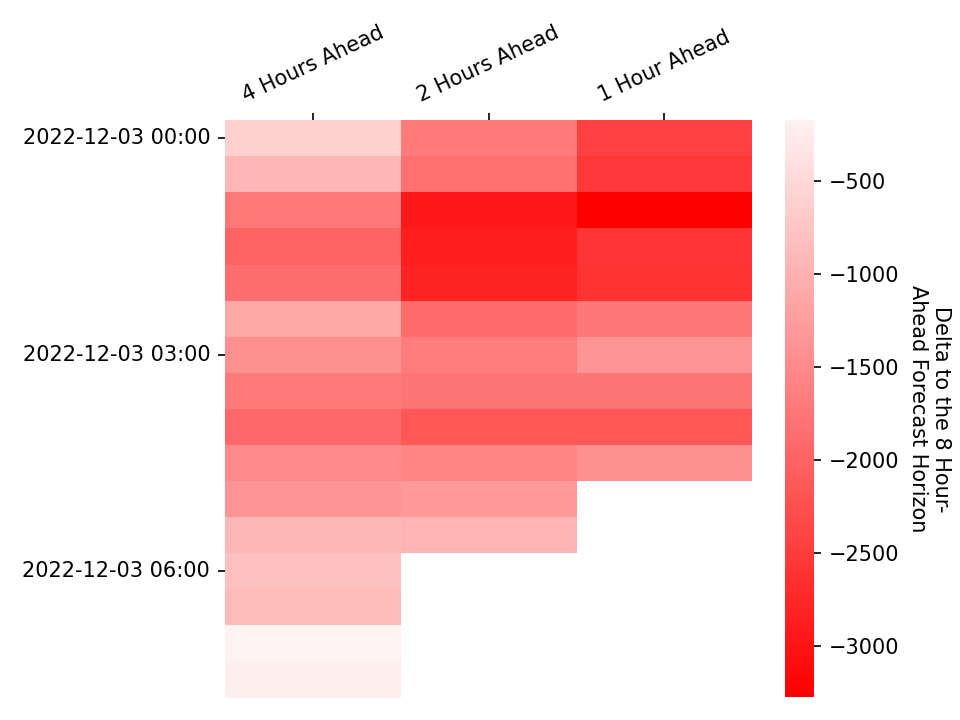 4 Hours Ahead
2 Hours Ahead
1 Hour Ahead
2022-12-03 00:00
2022-12-03 03:00
2022-12-03 06:00
−500
−1000
−1500
−2000
−2500
−3000
Delta to the 8 Hour-
Ahead Forecast Horizon